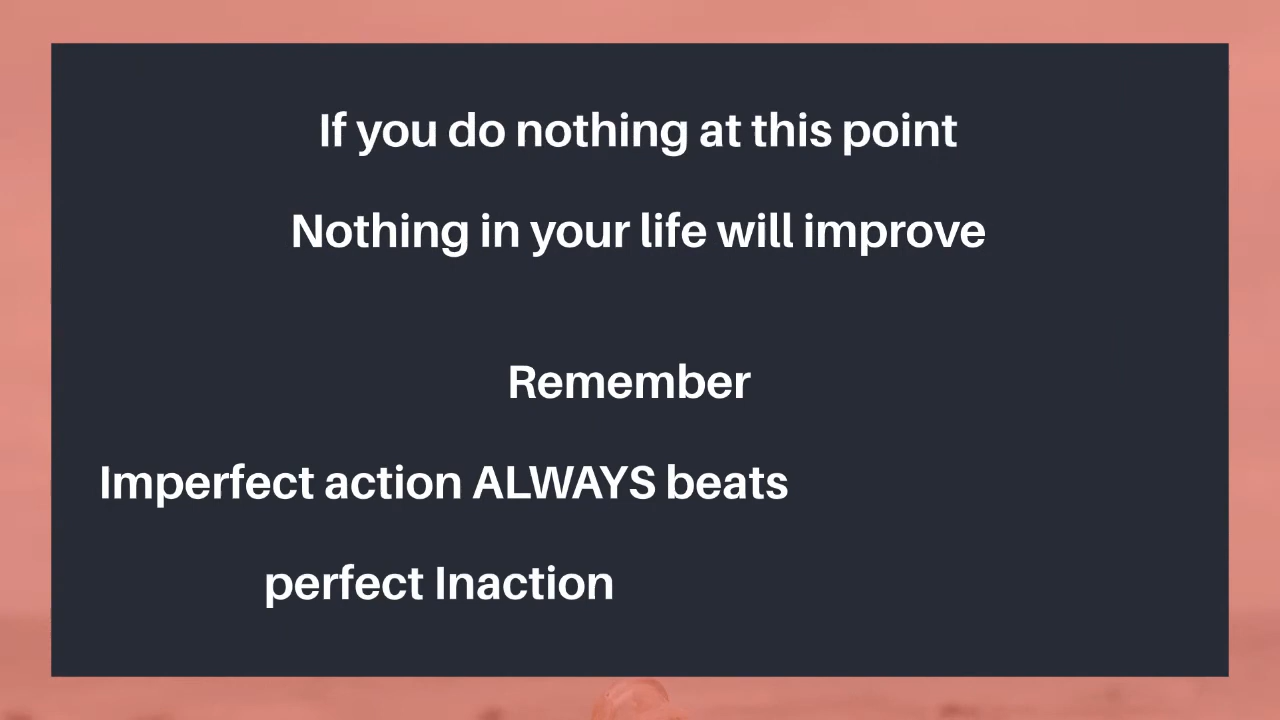 If you do nothing at this point
Nothing in your life will improve
Remember
Imperfect action ALWAYS beats
perfect Inaction